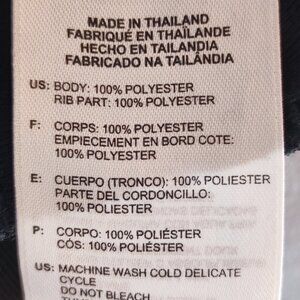 MADE IN THAILAND
FABRIQUÉ EN THAÏLANDE
HECHO EN TAILANDIA
FABRICADO NA TAILÂNDIA
US: BODY: 100% POLYESTER
RIB PART: 100% POLYESTER
F: CORPS: 100% POLYESTER
EMPIECEMENT EN BORD COTE:
100% POLYESTER
E: CUERPO (TRONCO): 100% POLIESTER
PARTE DEL CORDONCILLO:
100% POLIESTER
P: CORPO: 100% POLIÉSTER
CÓS: 100% POLIÉSTER
US: MACHINE WASH COLD DELICATE
CYCLE
DO NOT BLEACH